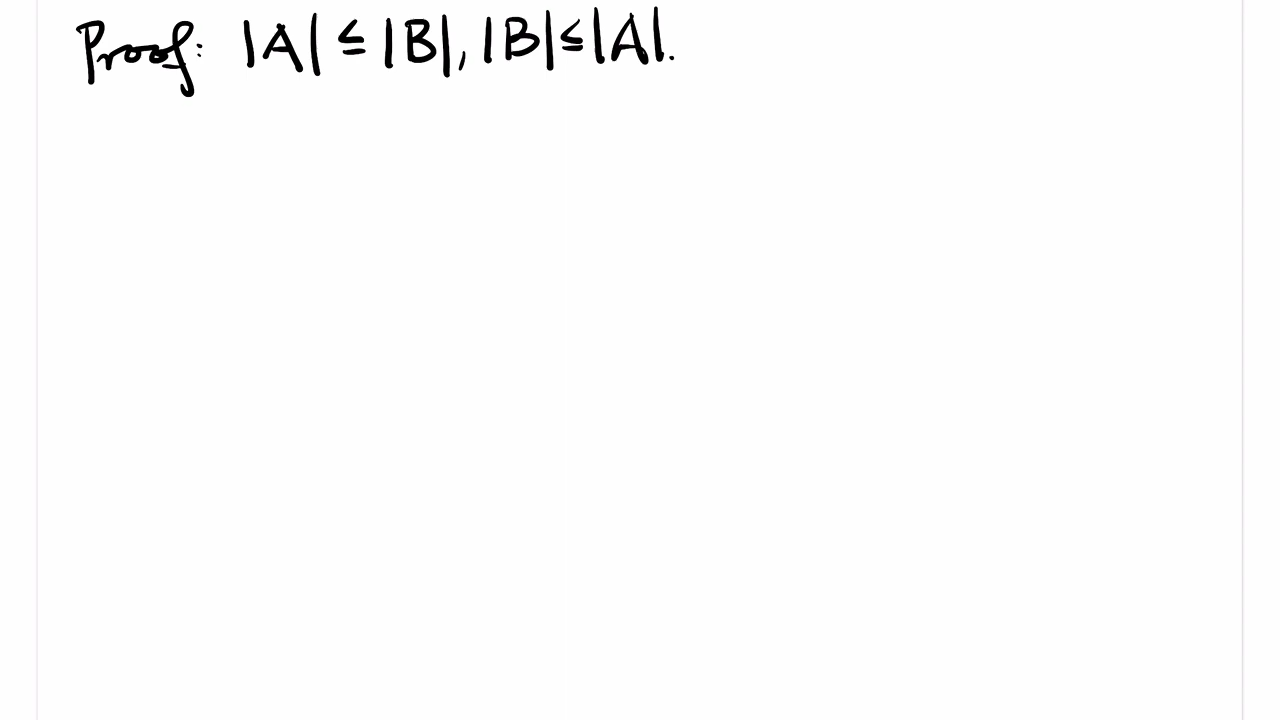 Proof: |A| ≤ |B|, |B| ≤ |A|.